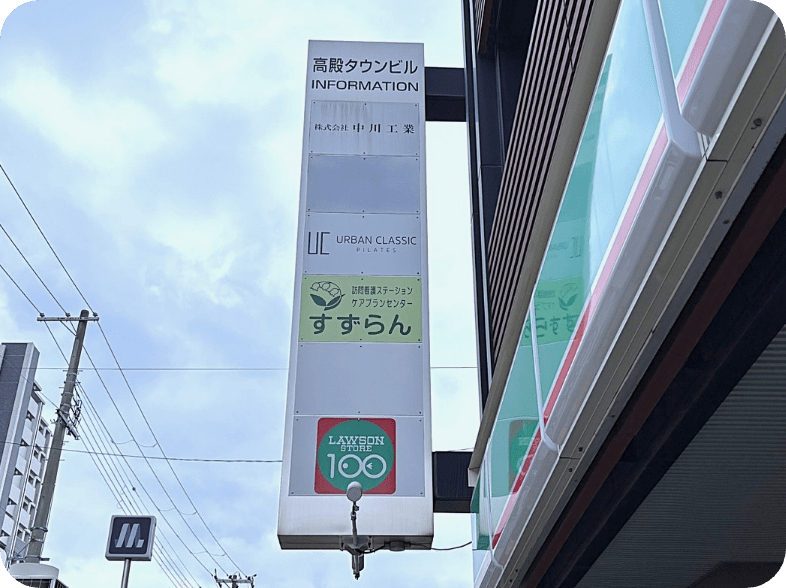 高殿タウンビル
INFORMATION
株式会社 中川工業
UC URBAN CLASSIC
PILATES
訪問看護ステーション
ケアプランセンター
すずらん
LAWSON
STORE
100